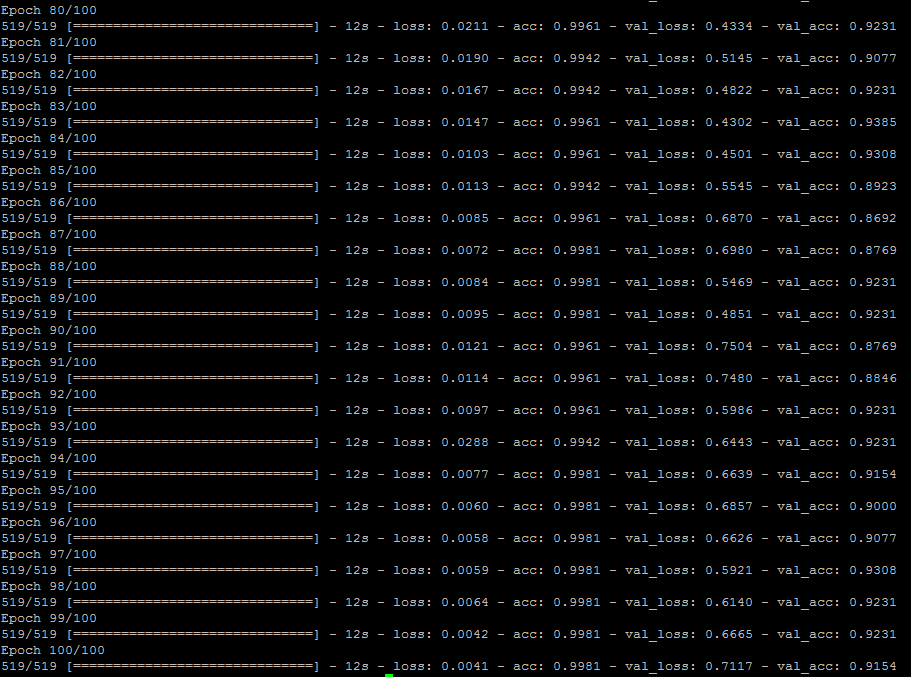 Epoch 80/100
519/519 [==============================] - 12s - loss: 0.0211 - acc: 0.9961 - val_loss: 0.4334 - val_acc: 0.9231
Epoch 81/100
519/519 [==============================] - 12s - loss: 0.0190 - acc: 0.9942 - val_loss: 0.5145 - val_acc: 0.9077
Epoch 82/100
519/519 [==============================] - 12s - loss: 0.0167 - acc: 0.9942 - val_loss: 0.4822 - val_acc: 0.9231
Epoch 83/100
519/519 [==============================] - 12s - loss: 0.0147 - acc: 0.9961 - val_loss: 0.4302 - val_acc: 0.9385
Epoch 84/100
519/519 [==============================] - 12s - loss: 0.0103 - acc: 0.9961 - val_loss: 0.4501 - val_acc: 0.9308
Epoch 85/100
519/519 [==============================] - 12s - loss: 0.0113 - acc: 0.9942 - val_loss: 0.5545 - val_acc: 0.8923
Epoch 86/100
519/519 [==============================] - 12s - loss: 0.0085 - acc: 0.9961 - val_loss: 0.6870 - val_acc: 0.8692
Epoch 87/100
519/519 [==============================] - 12s - loss: 0.0072 - acc: 0.9981 - val_loss: 0.6980 - val_acc: 0.8769
Epoch 88/100
519/519 [==============================] - 12s - loss: 0.0084 - acc: 0.9981 - val_loss: 0.5469 - val_acc: 0.9231
Epoch 89/100
519/519 [==============================] - 12s - loss: 0.0095 - acc: 0.9981 - val_loss: 0.4851 - val_acc: 0.9231
Epoch 90/100
519/519 [==============================] - 12s - loss: 0.0121 - acc: 0.9961 - val_loss: 0.7504 - val_acc: 0.8769
Epoch 91/100
519/519 [==============================] - 12s - loss: 0.0114 - acc: 0.9961 - val_loss: 0.7480 - val_acc: 0.8846
Epoch 92/100
519/519 [==============================] - 12s - loss: 0.0097 - acc: 0.9961 - val_loss: 0.5986 - val_acc: 0.9231
Epoch 93/100
519/519 [==============================] - 12s - loss: 0.0288 - acc: 0.9942 - val_loss: 0.6443 - val_acc: 0.9231
Epoch 94/100
519/519 [==============================] - 12s - loss: 0.0077 - acc: 0.9981 - val_loss: 0.6639 - val_acc: 0.9154
Epoch 95/100
519/519 [==============================] - 12s - loss: 0.0060 - acc: 0.9981 - val_loss: 0.6857 - val_acc: 0.9000
Epoch 96/100
519/519 [==============================] - 12s - loss: 0.0058 - acc: 0.9981 - val_loss: 0.6626 - val_acc: 0.9077
Epoch 97/100
519/519 [==============================] - 12s - loss: 0.0059 - acc: 0.9981 - val_loss: 0.5921 - val_acc: 0.9308
Epoch 98/100
519/519 [==============================] - 12s - loss: 0.0064 - acc: 0.9981 - val_loss: 0.6140 - val_acc: 0.9231
Epoch 99/100
519/519 [==============================] - 12s - loss: 0.0042 - acc: 0.9981 - val_loss: 0.6665 - val_acc: 0.9231
Epoch 100/100
519/519 [==============================] - 12s - loss: 0.0041 - acc: 0.9981 - val_loss: 0.7117 - val_acc: 0.9154